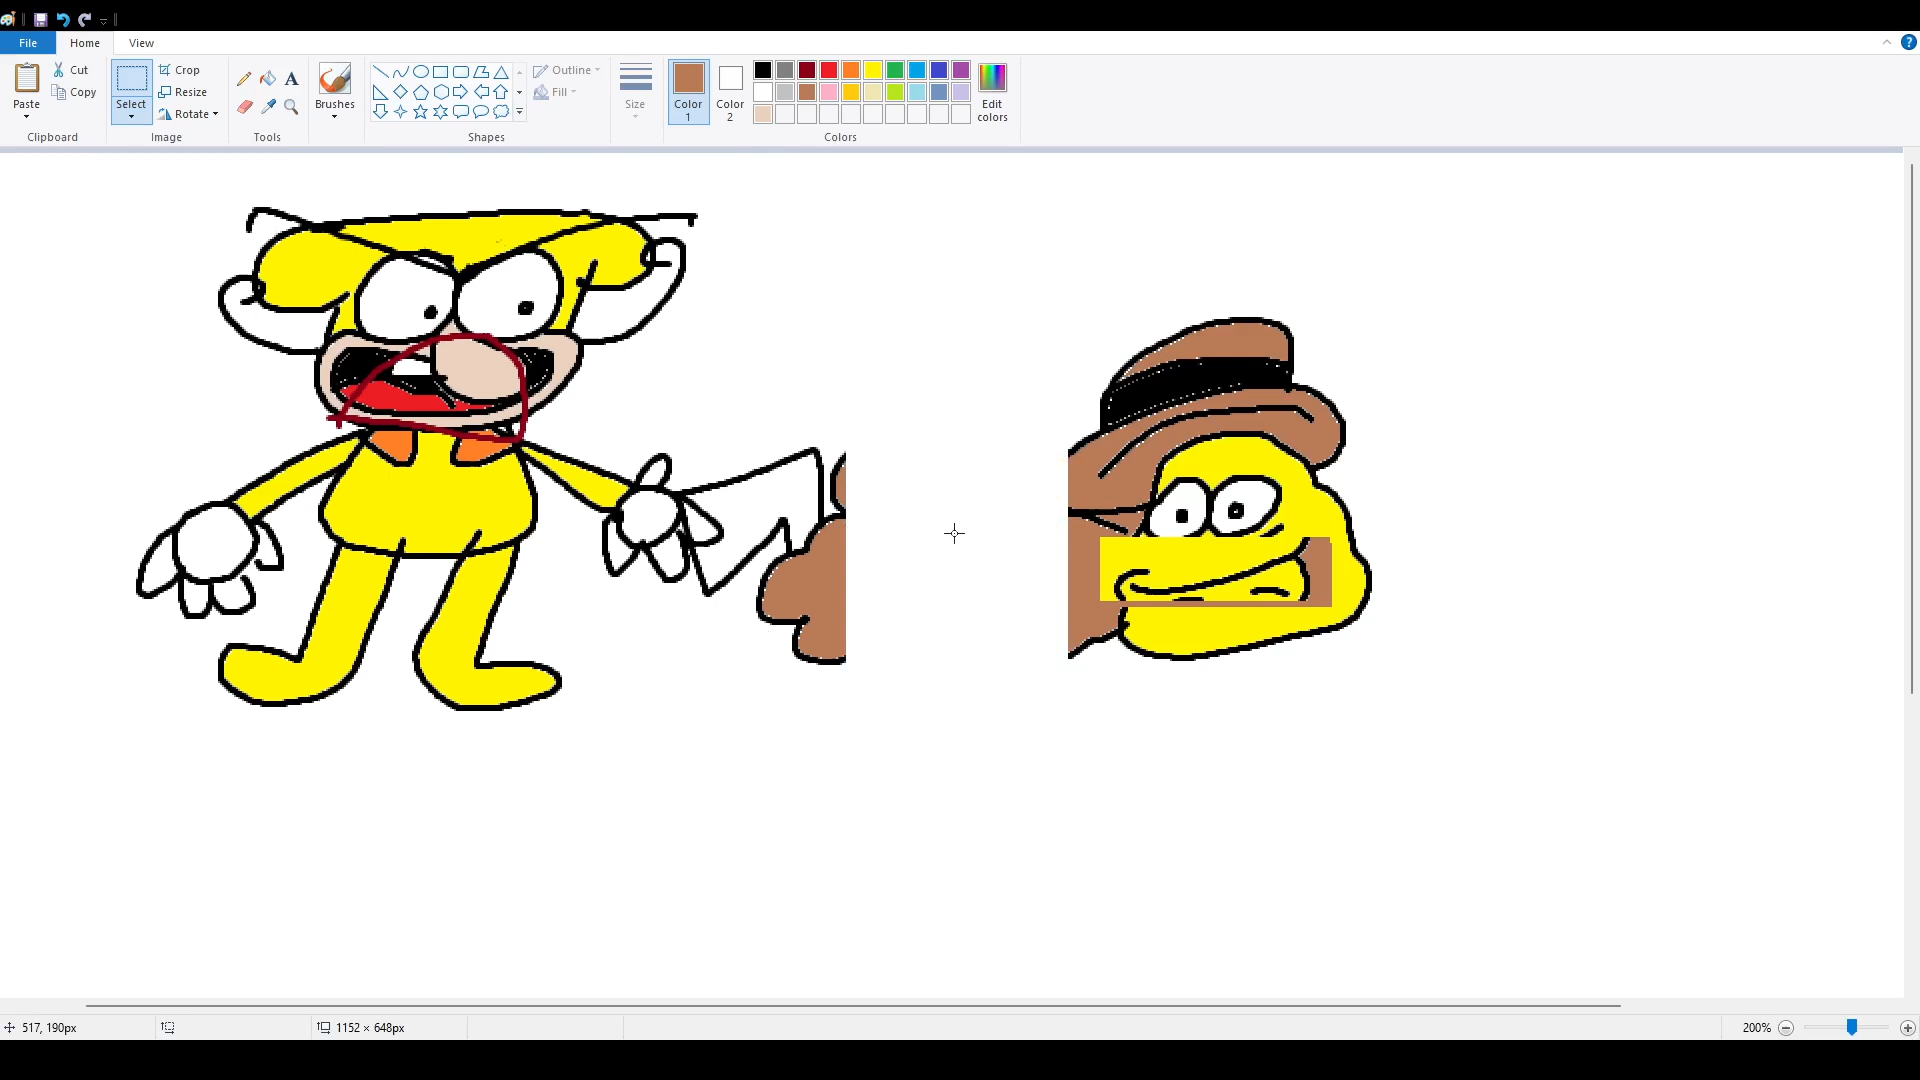 File Home View
Paste Cut Copy
Clipboard
Select Crop Resize Rotate
Image
A
Tools
Brushes
Shapes
Outline
Fill
Size
Color 1
Color 2
Edit colors
Colors
?
517, 190px 1152 × 648px 200%